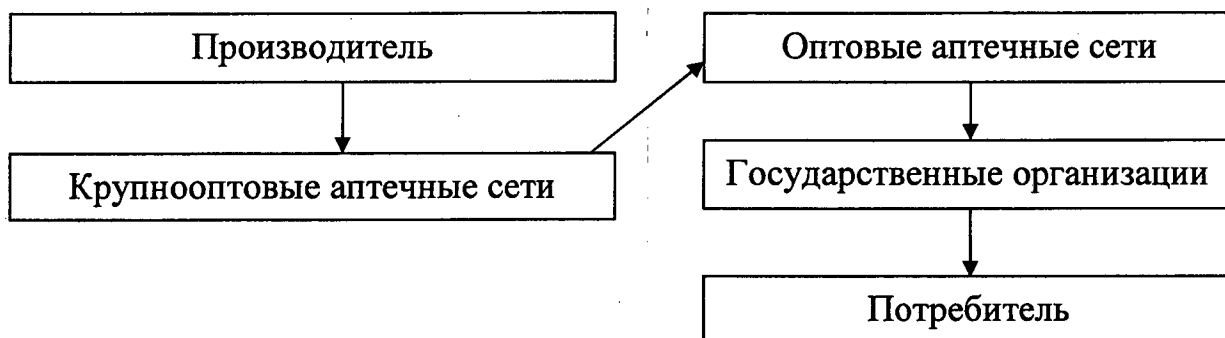 Производитель
Крупнооптовые аптечные сети
Оптовые аптечные сети
Государственные организации
Потребитель